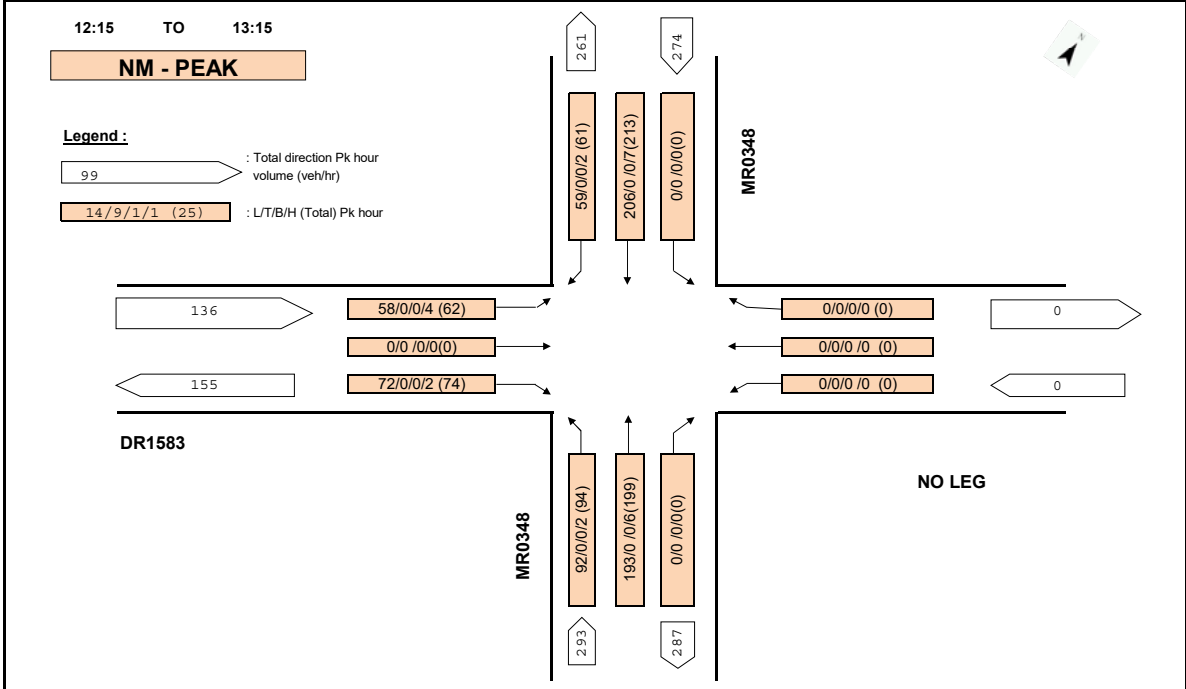 12:15 TO 13:15
NM - PEAK
Legend :
99
: Total direction Pk hour
volume (veh/hr)
14/9/1/1 (25)
: L/T/B/H (Total) Pk hour
261
274
N
59/0/0/2 (61)
206/0 /0/7(213)
0/0 /0/0(0)
MR0348
136
58/0/0/4 (62)
0/0/0/0 (0)
0
0/0 /0/0(0)
0/0/0 /0 (0)
155
72/0/0/2 (74)
0/0/0 /0 (0)
0
DR1583
MR0348
92/0/0/2 (94)
193/0 /0/6(199)
0/0 /0/0(0)
NO LEG
293
287